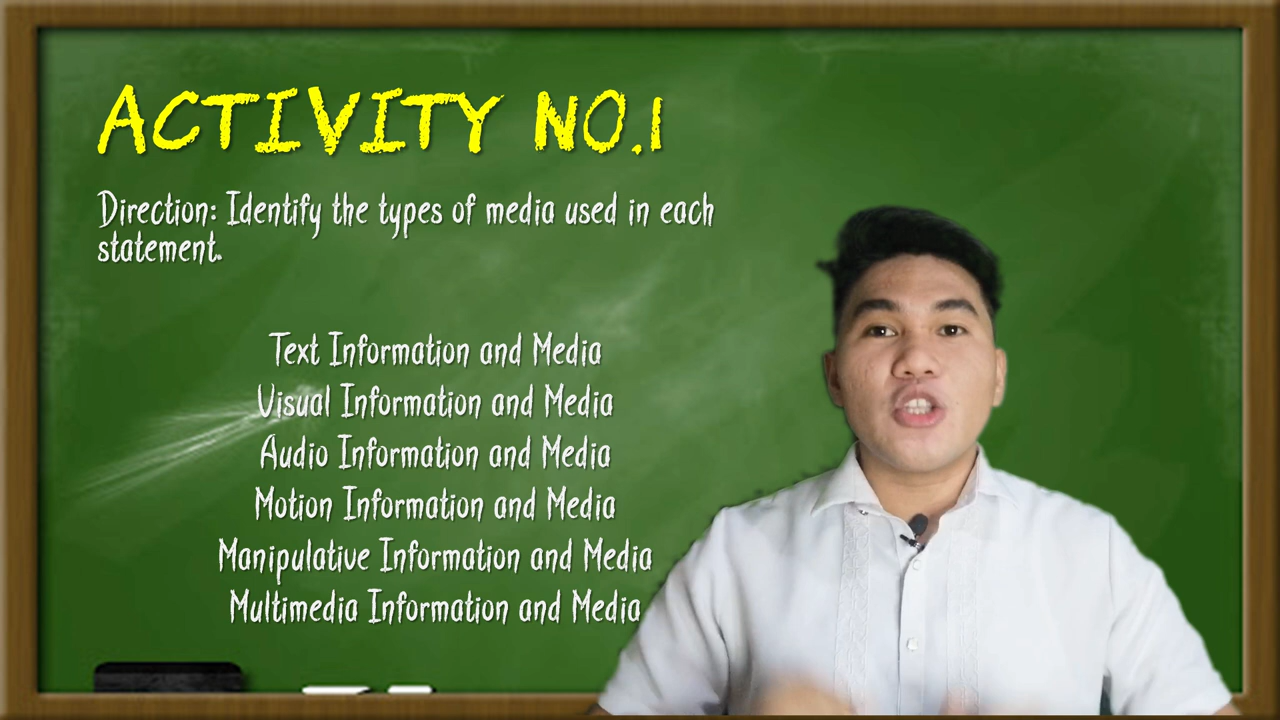 ACTIVITY NO.1
Direction: Identify the types of media used in each
statement.
Text Information and Media
Visual Information and Media
Audio Information and Media
Motion Information and Media
Manipulative Information and Media
Multimedia Information and Media